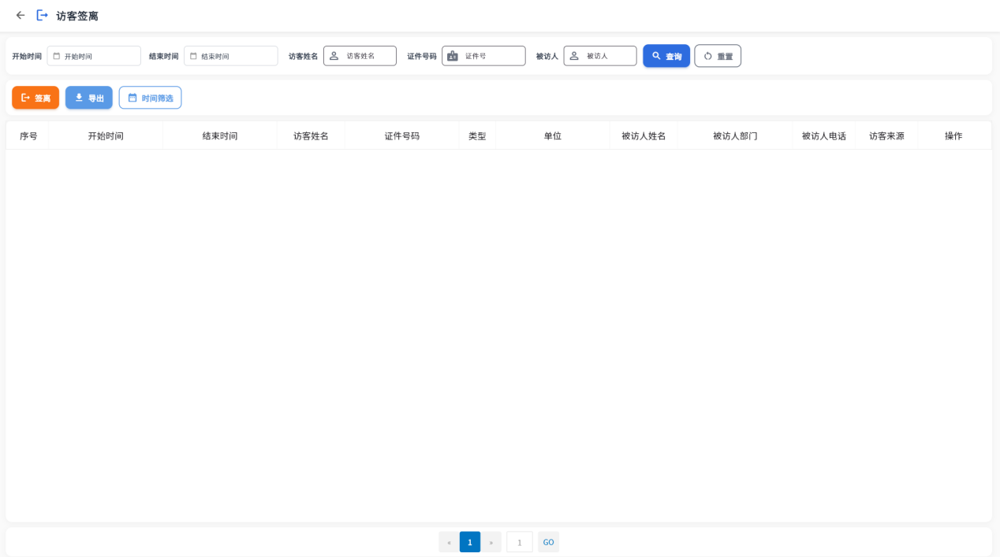 访客签离
开始时间 开始时间 结束时间 结束时间 访客姓名 访客姓名 证件号码 证件号 被访人 被访人 查询 重置
签离 导出 时间筛选
序号 开始时间 结束时间 访客姓名 证件号码 类型 单位 被访人姓名 被访人部门 被访人电话 访客来源 操作
« 1 » 1 GO